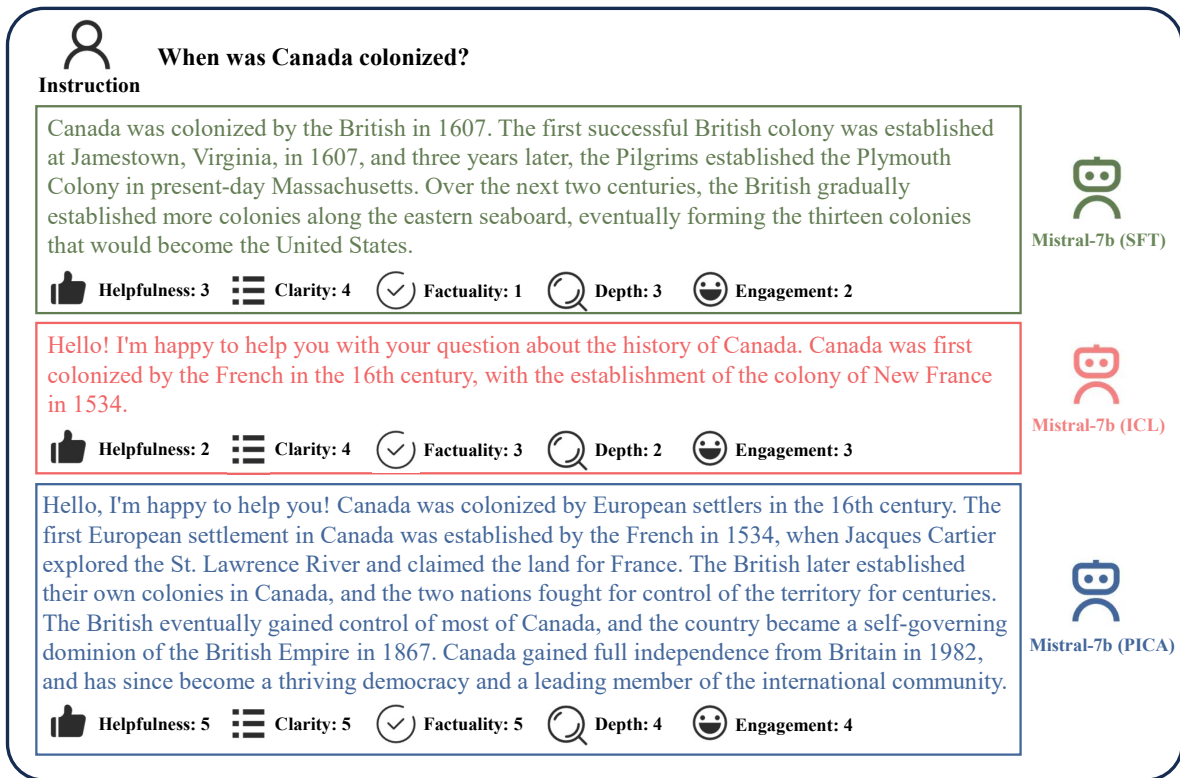 When was Canada colonized?
Instruction
Canada was colonized by the British in 1607. The first successful British colony was established
at Jamestown, Virginia, in 1607, and three years later, the Pilgrims established the Plymouth
Colony in present-day Massachusetts. Over the next two centuries, the British gradually
established more colonies along the eastern seaboard, eventually forming the thirteen colonies
that would become the United States.
Helpfulness: 3 Clarity: 4 Factuality: 1 Depth: 3 Engagement: 2
Mistral-7b (SFT)
Hello! I'm happy to help you with your question about the history of Canada. Canada was first
colonized by the French in the 16th century, with the establishment of the colony of New France
in 1534.
Helpfulness: 2 Clarity: 4 Factuality: 3 Depth: 2 Engagement: 3
Mistral-7b (ICL)
Hello, I'm happy to help you! Canada was colonized by European settlers in the 16th century. The
first European settlement in Canada was established by the French in 1534, when Jacques Cartier
explored the St. Lawrence River and claimed the land for France. The British later established
their own colonies in Canada, and the two nations fought for control of the territory for centuries.
The British eventually gained control of most of Canada, and the country became a self-governing
dominion of the British Empire in 1867. Canada gained full independence from Britain in 1982,
and has since become a thriving democracy and a leading member of the international community.
Helpfulness: 5 Clarity: 5 Factuality: 5 Depth: 4 Engagement: 4
Mistral-7b (PICA)